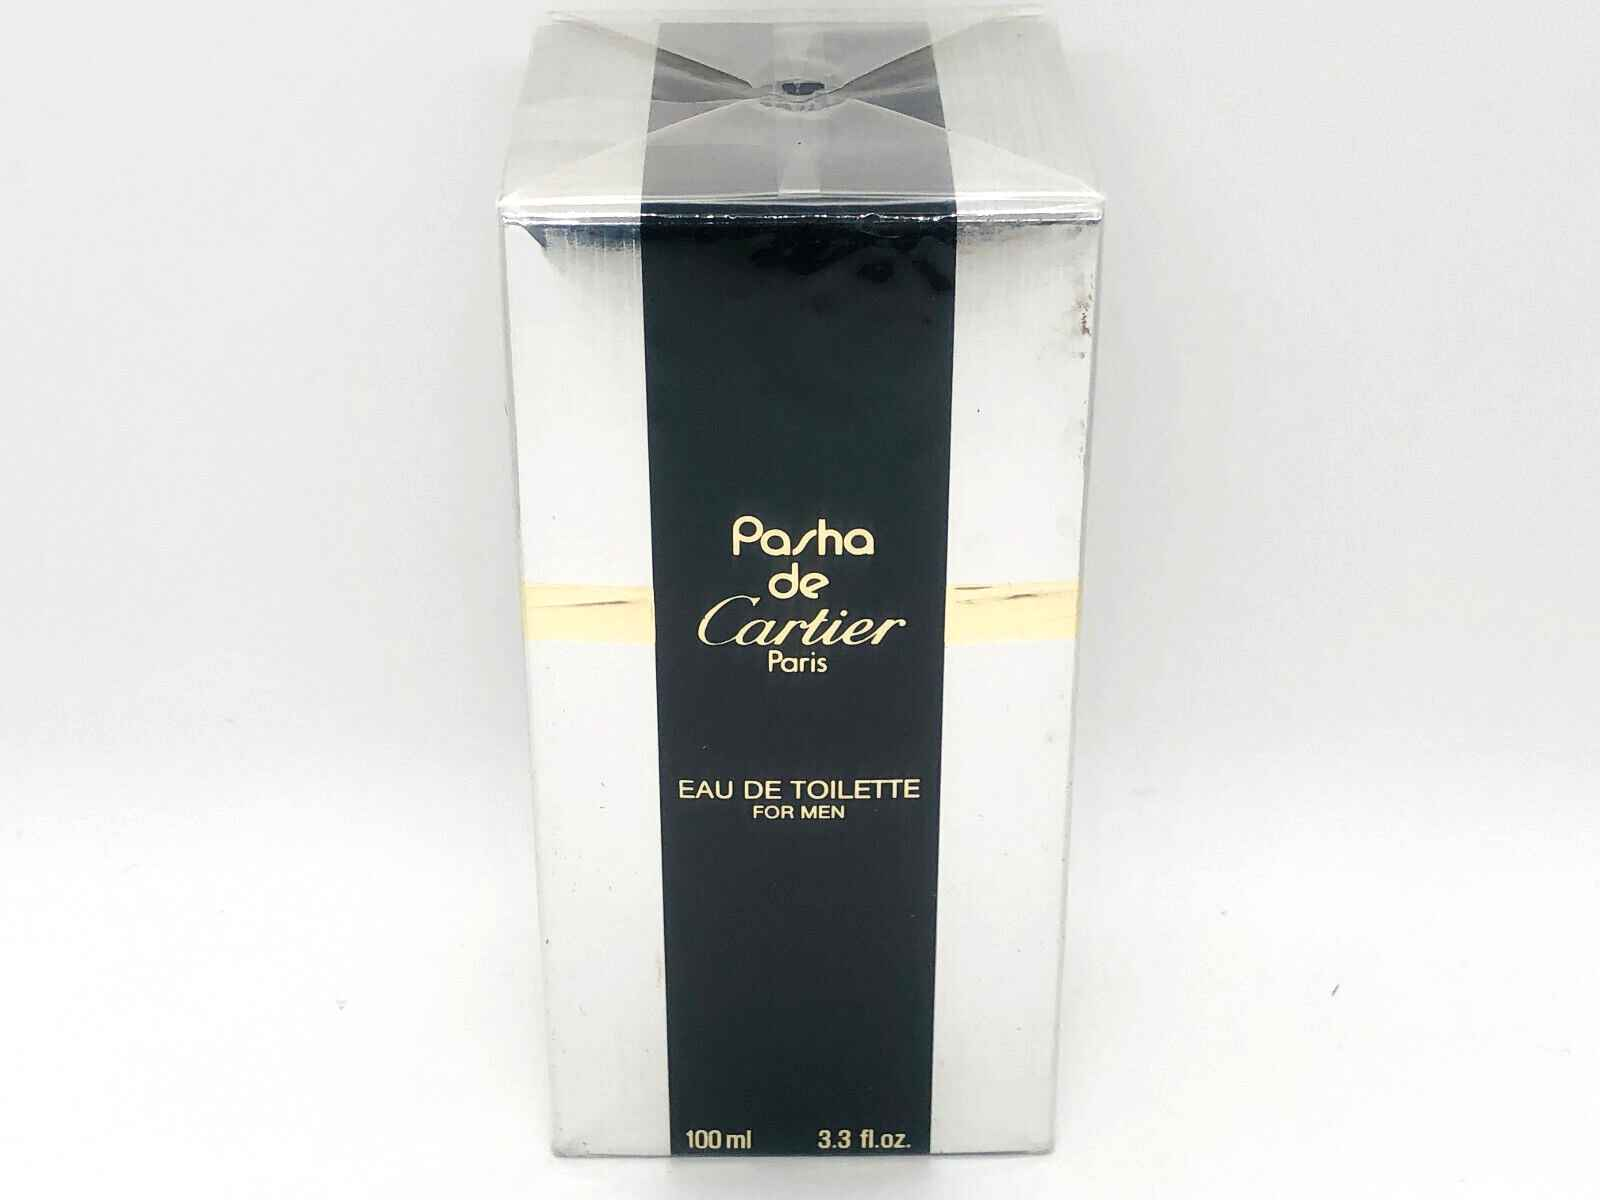 Pasha
de
Cartier
Paris
EAU DE TOILETTE
FOR MEN
100 ml 3.3 fl.oz.